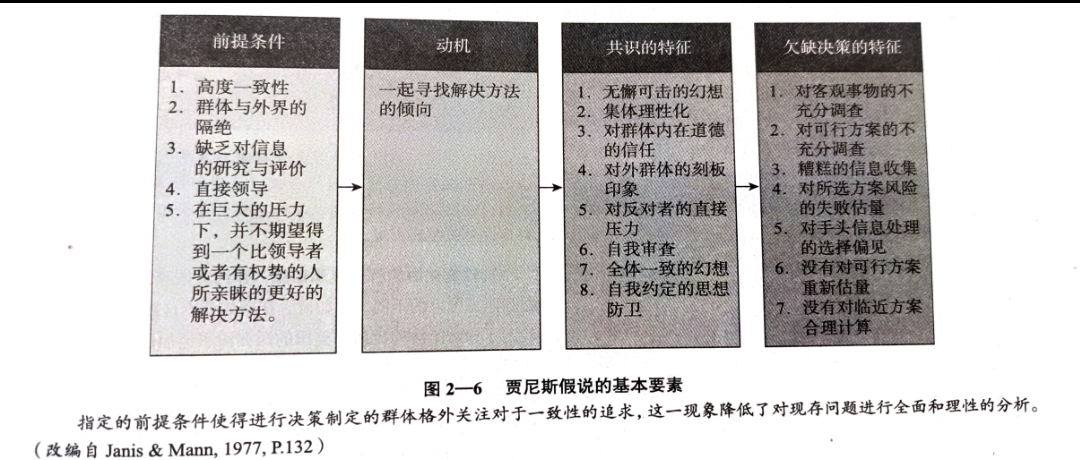 前提条件
1. 高度一致性
2. 群体与外界的
隔绝
3. 缺乏对信息
的研究与评价
4. 直接领导
5. 在巨大的压力
下，并不期望得
到一个比领导者
或者有权势的人
所亲睐的更好的
解决方法。
动机
一起寻找解决方法
的倾向
共识的特征
1. 无懈可击的幻想
2. 集体理性化
3. 对群体内在道德
的信任
4. 对外群体的刻板
印象
5. 对反对者的直接
压力
6. 自我审查
7. 全体一致的幻想
8. 自我约定的思想
防卫
欠缺决策的特征
1. 对客观事物的不
充分调查
2. 对可行方案的不
充分调查
3. 糟糕的信息收集
4. 对所选方案风险
的失败估量
5. 对手头信息处理
的选择偏见
6. 没有对可行方案
重新估量
7. 没有对临近方案
合理计算
图 2—6 贾尼斯假说的基本要素
指定的前提条件使得进行决策制定的群体格外关注对于一致性的追求，这一现象降低了对现存问题进行全面和理性的分析。
（改编自 Janis & Mann, 1977, P.132）